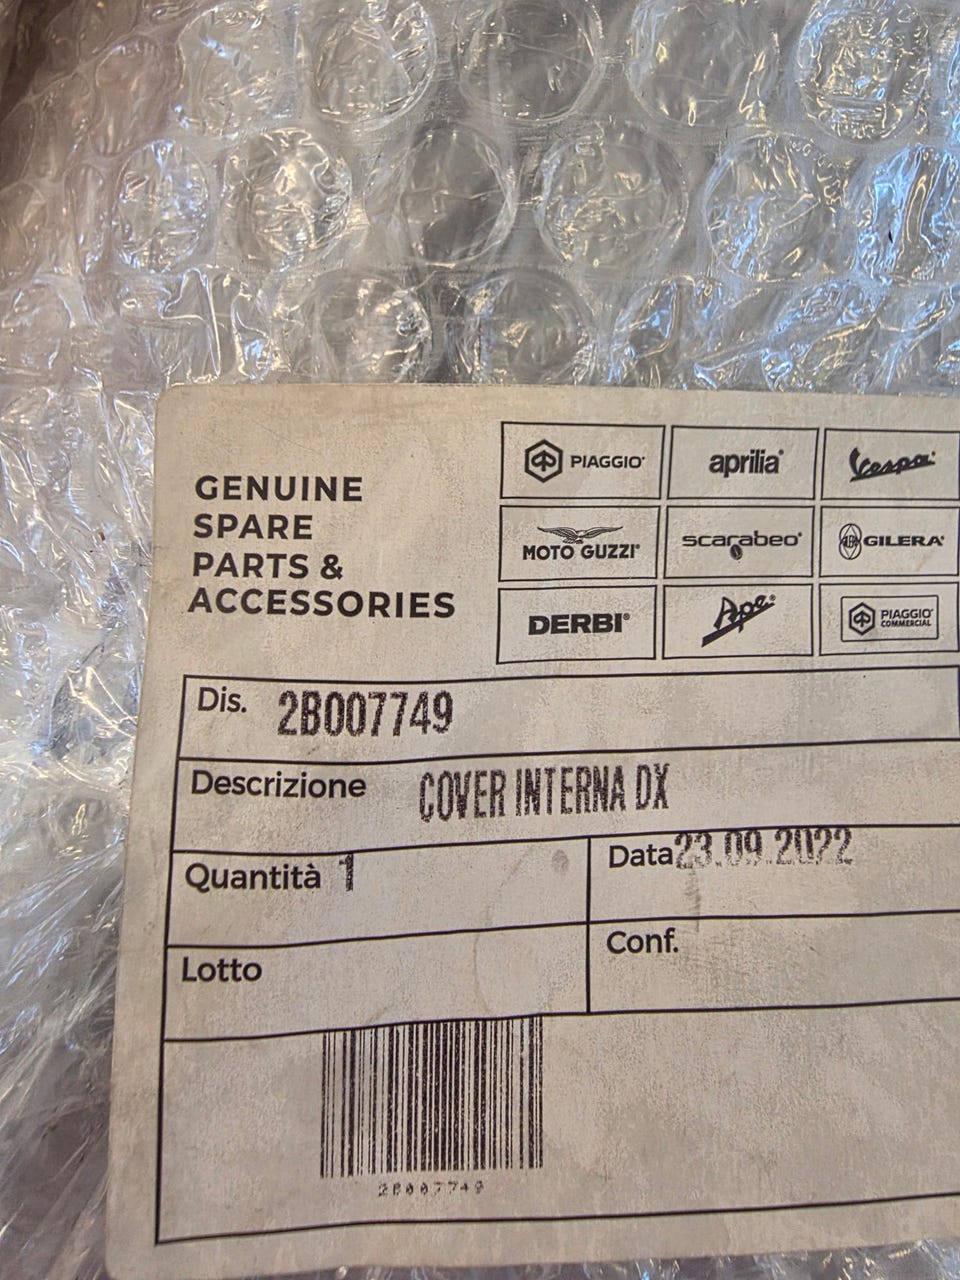 GENUINE
SPARE
PARTS &
ACCESSORIES
PIAGGIO® aprilia® Vespa®
MOTO GUZZI® scarabeo® GILERA®
DERBI® Ape® PIAGGIO® COMMERCIAL
Dis. 2B007749
Descrizione COVER INTERNA DX
Quantità 1 Data 23.09.2022
Lotto Conf.
2B007749